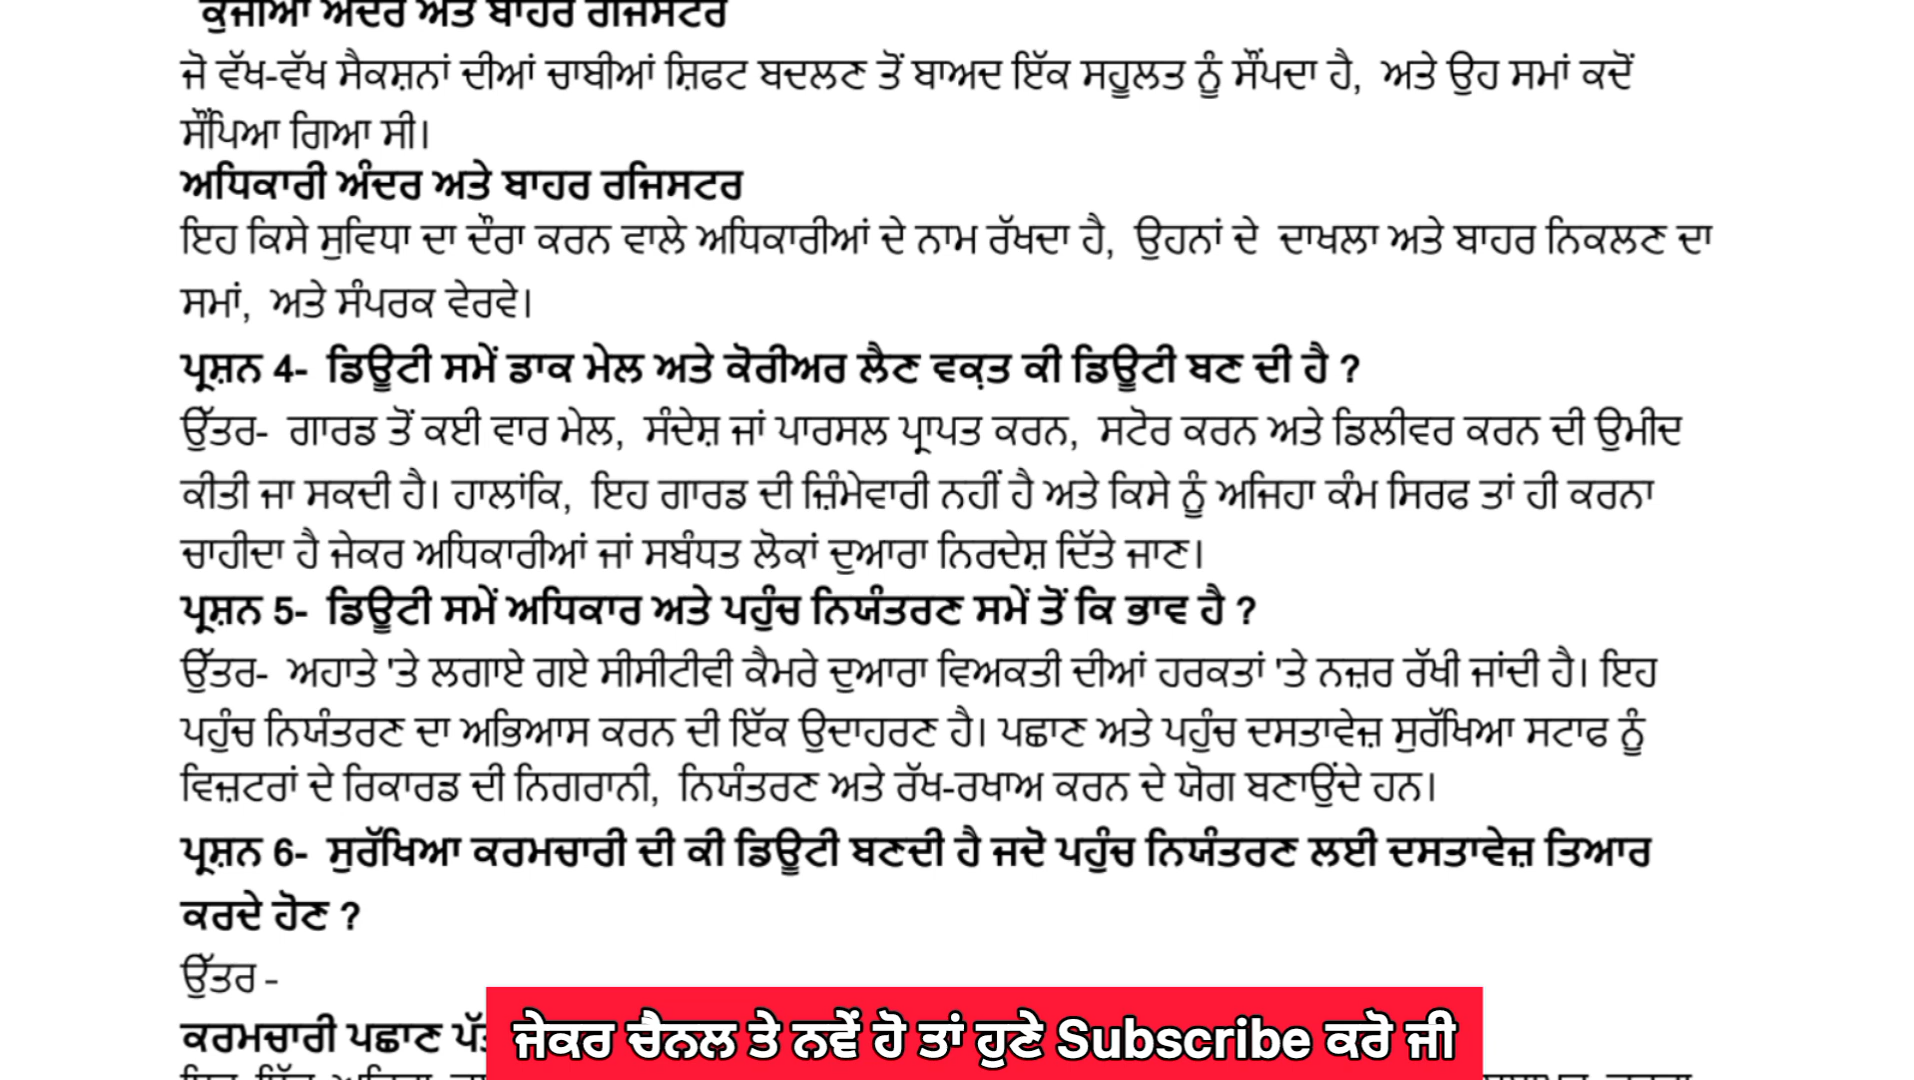 ਕੁੰਜੀਆਂ ਅੰਦਰ ਅਤੇ ਬਾਹਰ ਰਜਿਸਟਰ
ਜੋ ਵੱਖ-ਵੱਖ ਸੈਕਸ਼ਨਾਂ ਦੀਆਂ ਚਾਬੀਆਂ ਸ਼ਿਫਟ ਬਦਲਣ ਤੋਂ ਬਾਅਦ ਇੱਕ ਸਹੂਲਤ ਨੂੰ ਸੌਂਪਦਾ ਹੈ, ਅਤੇ ਉਹ ਸਮਾਂ ਕਦੋਂ
ਸੌਂਪਿਆ ਗਿਆ ਸੀ।
ਅਧਿਕਾਰੀ ਅੰਦਰ ਅਤੇ ਬਾਹਰ ਰਜਿਸਟਰ
ਇਹ ਕਿਸੇ ਸੁਵਿਧਾ ਦਾ ਦੌਰਾ ਕਰਨ ਵਾਲੇ ਅਧਿਕਾਰੀਆਂ ਦੇ ਨਾਮ ਰੱਖਦਾ ਹੈ, ਉਹਨਾਂ ਦੇ ਦਾਖਲਾ ਅਤੇ ਬਾਹਰ ਨਿਕਲਣ ਦਾ
ਸਮਾਂ, ਅਤੇ ਸੰਪਰਕ ਵੇਰਵੇ।
ਪ੍ਰਸ਼ਨ 4- ਡਿਊਟੀ ਸਮੇਂ ਡਾਕ ਮੇਲ ਅਤੇ ਕੋਰੀਅਰ ਲੈਣ ਵਕ਼ਤ ਕੀ ਡਿਊਟੀ ਬਣ ਦੀ ਹੈ ?
ਉੱਤਰ- ਗਾਰਡ ਤੋਂ ਕਈ ਵਾਰ ਮੇਲ, ਸੰਦੇਸ਼ ਜਾਂ ਪਾਰਸਲ ਪ੍ਰਾਪਤ ਕਰਨ, ਸਟੋਰ ਕਰਨ ਅਤੇ ਡਿਲੀਵਰ ਕਰਨ ਦੀ ਉਮੀਦ
ਕੀਤੀ ਜਾ ਸਕਦੀ ਹੈ। ਹਾਲਾਂਕਿ, ਇਹ ਗਾਰਡ ਦੀ ਜ਼ਿੰਮੇਵਾਰੀ ਨਹੀਂ ਹੈ ਅਤੇ ਕਿਸੇ ਨੂੰ ਅਜਿਹਾ ਕੰਮ ਸਿਰਫ ਤਾਂ ਹੀ ਕਰਨਾ
ਚਾਹੀਦਾ ਹੈ ਜੇਕਰ ਅਧਿਕਾਰੀਆਂ ਜਾਂ ਸਬੰਧਤ ਲੋਕਾਂ ਦੁਆਰਾ ਨਿਰਦੇਸ਼ ਦਿੱਤੇ ਜਾਣ।
ਪ੍ਰਸ਼ਨ 5- ਡਿਊਟੀ ਸਮੇਂ ਅਧਿਕਾਰ ਅਤੇ ਪਹੁੰਚ ਨਿਯੰਤਰਣ ਸਮੇਂ ਤੋਂ ਕਿ ਭਾਵ ਹੈ ?
ਉੱਤਰ- ਅਹਾਤੇ 'ਤੇ ਲਗਾਏ ਗਏ ਸੀਸੀਟੀਵੀ ਕੈਮਰੇ ਦੁਆਰਾ ਵਿਅਕਤੀ ਦੀਆਂ ਹਰਕਤਾਂ 'ਤੇ ਨਜ਼ਰ ਰੱਖੀ ਜਾਂਦੀ ਹੈ। ਇਹ
ਪਹੁੰਚ ਨਿਯੰਤਰਣ ਦਾ ਅਭਿਆਸ ਕਰਨ ਦੀ ਇੱਕ ਉਦਾਹਰਣ ਹੈ। ਪਛਾਣ ਅਤੇ ਪਹੁੰਚ ਦਸਤਾਵੇਜ਼ ਸੁਰੱਖਿਆ ਸਟਾਫ ਨੂੰ
ਵਿਜ਼ਟਰਾਂ ਦੇ ਰਿਕਾਰਡ ਦੀ ਨਿਗਰਾਨੀ, ਨਿਯੰਤਰਣ ਅਤੇ ਰੱਖ-ਰਖਾਅ ਕਰਨ ਦੇ ਯੋਗ ਬਣਾਉਂਦੇ ਹਨ।
ਪ੍ਰਸ਼ਨ 6- ਸੁਰੱਖਿਆ ਕਰਮਚਾਰੀ ਦੀ ਕੀ ਡਿਊਟੀ ਬਣਦੀ ਹੈ ਜਦੋ ਪਹੁੰਚ ਨਿਯੰਤਰਣ ਲਈ ਦਸਤਾਵੇਜ਼ ਤਿਆਰ
ਕਰਦੇ ਹੋਣ ?
ਉੱਤਰ -
ਕਰਮਚਾਰੀ ਪਛਾਣ
ਜੇਕਰ ਚੈਨਲ ਤੇ ਨਵੇਂ ਹੋ ਤਾਂ ਹੁਣੇ Subscribe ਕਰੋ ਜੀ